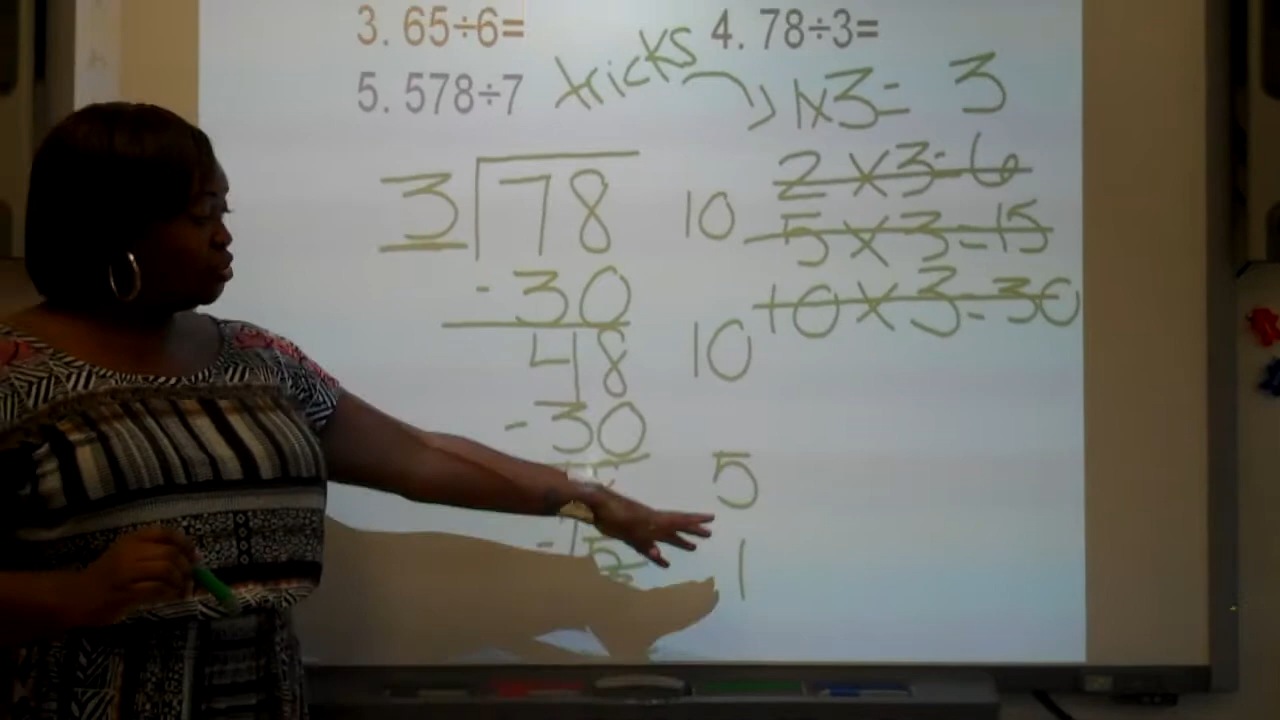 3. 65÷6= 4. 78÷3=
5. 578÷7 tricks 1x3= 3
2x3=6
3 78 10 5x3=15
-30 10x3=30
48 10
-30
5
-15
1